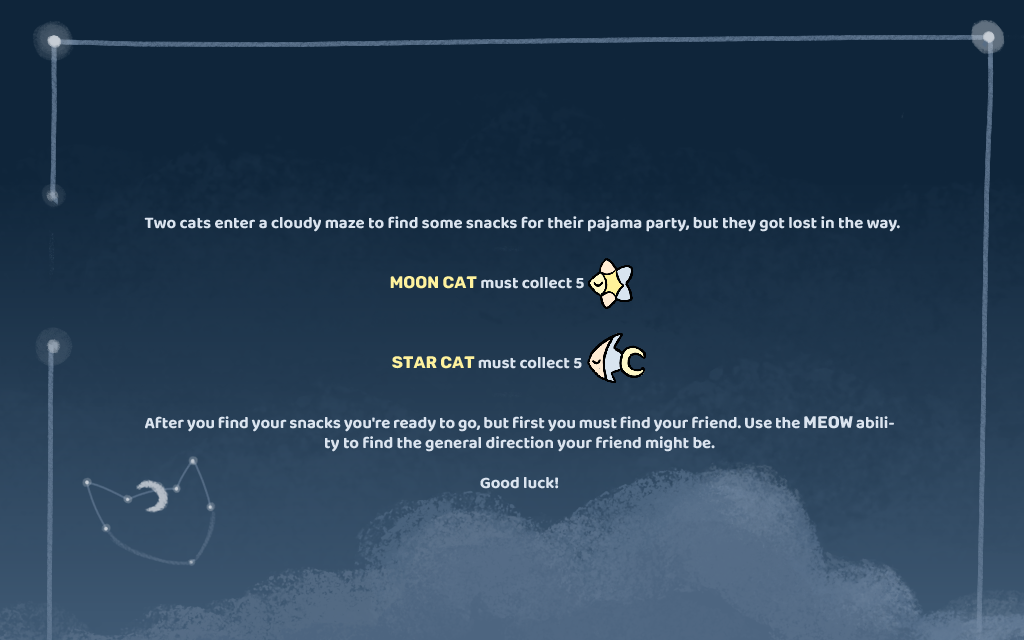 Two cats enter a cloudy maze to find some snacks for their pajama party, but they got lost in the way.
MOON CAT must collect 5
STAR CAT must collect 5
After you find your snacks you're ready to go, but first you must find your friend. Use the MEOW abili-
ty to find the general direction your friend might be.
Good luck!